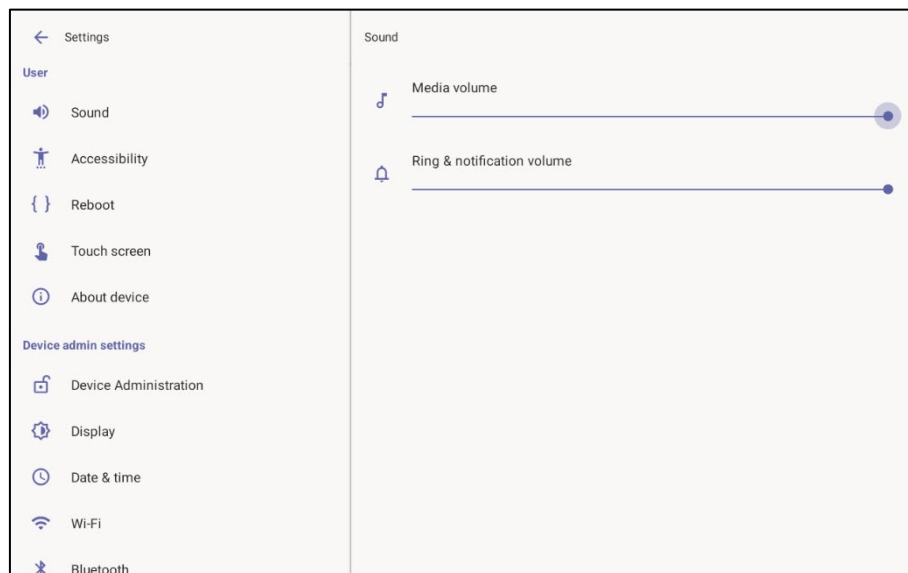 Settings
User
Sound
Accessibility
Reboot
Touch screen
About device
Device admin settings
Device Administration
Display
Date & time
Wi-Fi
Bluetooth
Sound
Media volume
Ring & notification volume